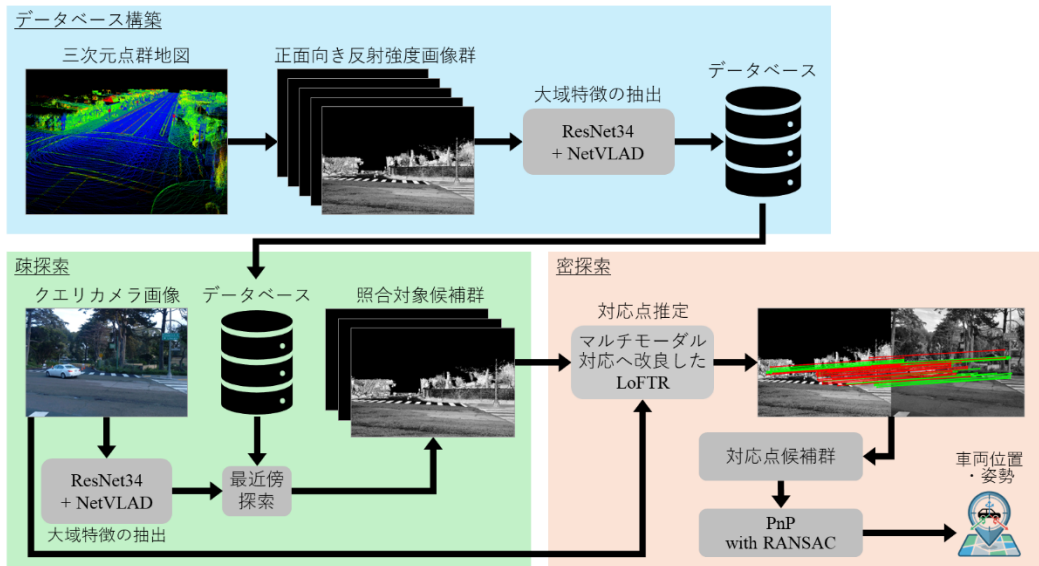 データベース構築
三次元点群地図
正面向き反射強度画像群
大域特徴の抽出
データベース
ResNet34
+ NetVLAD
疎探索
クエリカメラ画像
データベース
照合対象候補群
ResNet34
+ NetVLAD
大域特徴の抽出
最近傍
探索
密探索
対応点推定
マルチモーダル
対応へ改良した
LoFTR
対応点候補群
PnP
with RANSAC
車両位置
・姿勢